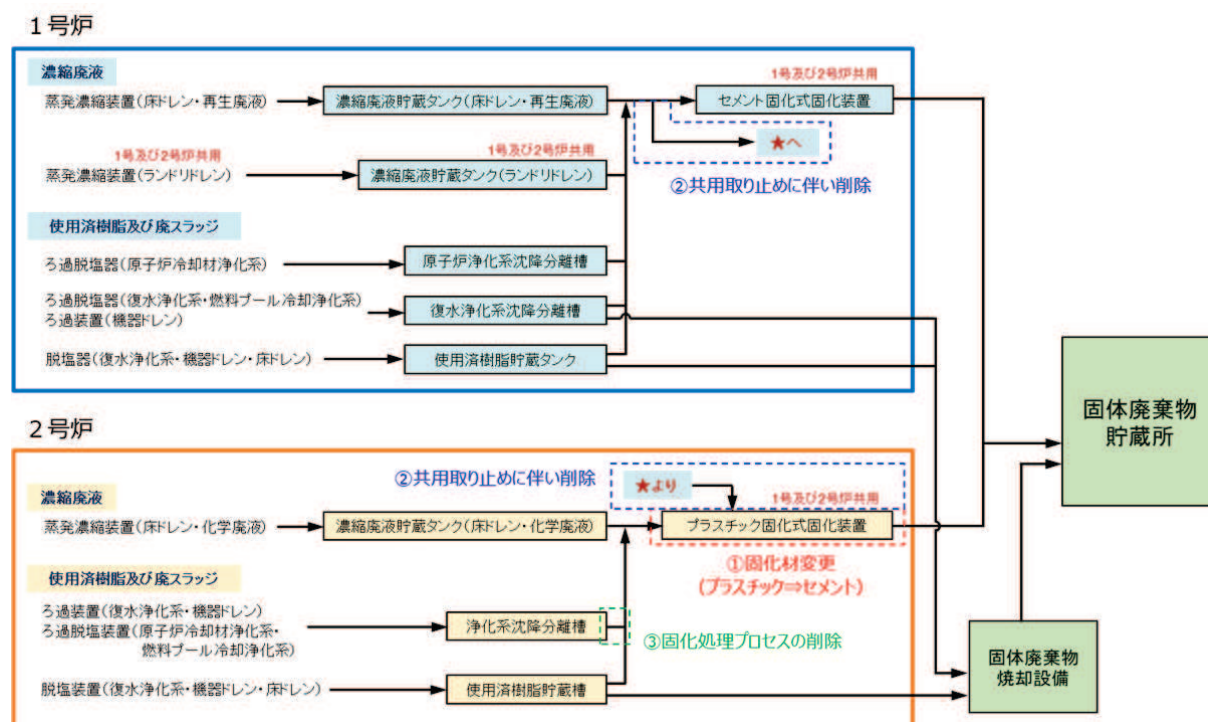 1号炉
濃縮廃液
1号及び2号炉共用
蒸発濃縮装置(床ドレン・再生廃液)
濃縮廃液貯蔵タンク(床ドレン・再生廃液)
セメント固化式固化装置
★へ
1号及び2号炉共用
1号及び2号炉共用
蒸発濃縮装置(ランドリドレン)
濃縮廃液貯蔵タンク(ランドリドレン)
②共用取り止めに伴い削除
使用済樹脂及び廃スラッジ
ろ過脱塩器(原子炉冷却材浄化系)
原子炉浄化系沈降分離槽
ろ過脱塩器(復水浄化系・燃料プール冷却浄化系)
ろ過装置(機器ドレン)
復水浄化系沈降分離槽
脱塩器(復水浄化系・機器ドレン・床ドレン)
使用済樹脂貯蔵タンク
固体廃棄物
貯蔵所
2号炉
②共用取り止めに伴い削除
★より
濃縮廃液
1号及び2号炉共用
蒸発濃縮装置(床ドレン・化学廃液)
濃縮廃液貯蔵タンク(床ドレン・化学廃液)
プラスチック固化式固化装置
①固化材変更
(プラスチック⇒セメント)
使用済樹脂及び廃スラッジ
ろ過装置(復水浄化系・機器ドレン)
ろ過脱塩装置(原子炉冷却材浄化系・
燃料プール冷却浄化系)
浄化系沈降分離槽
③固化処理プロセスの削除
脱塩装置(復水浄化系・機器ドレン・床ドレン)
使用済樹脂貯蔵槽
固体廃棄物
焼却設備